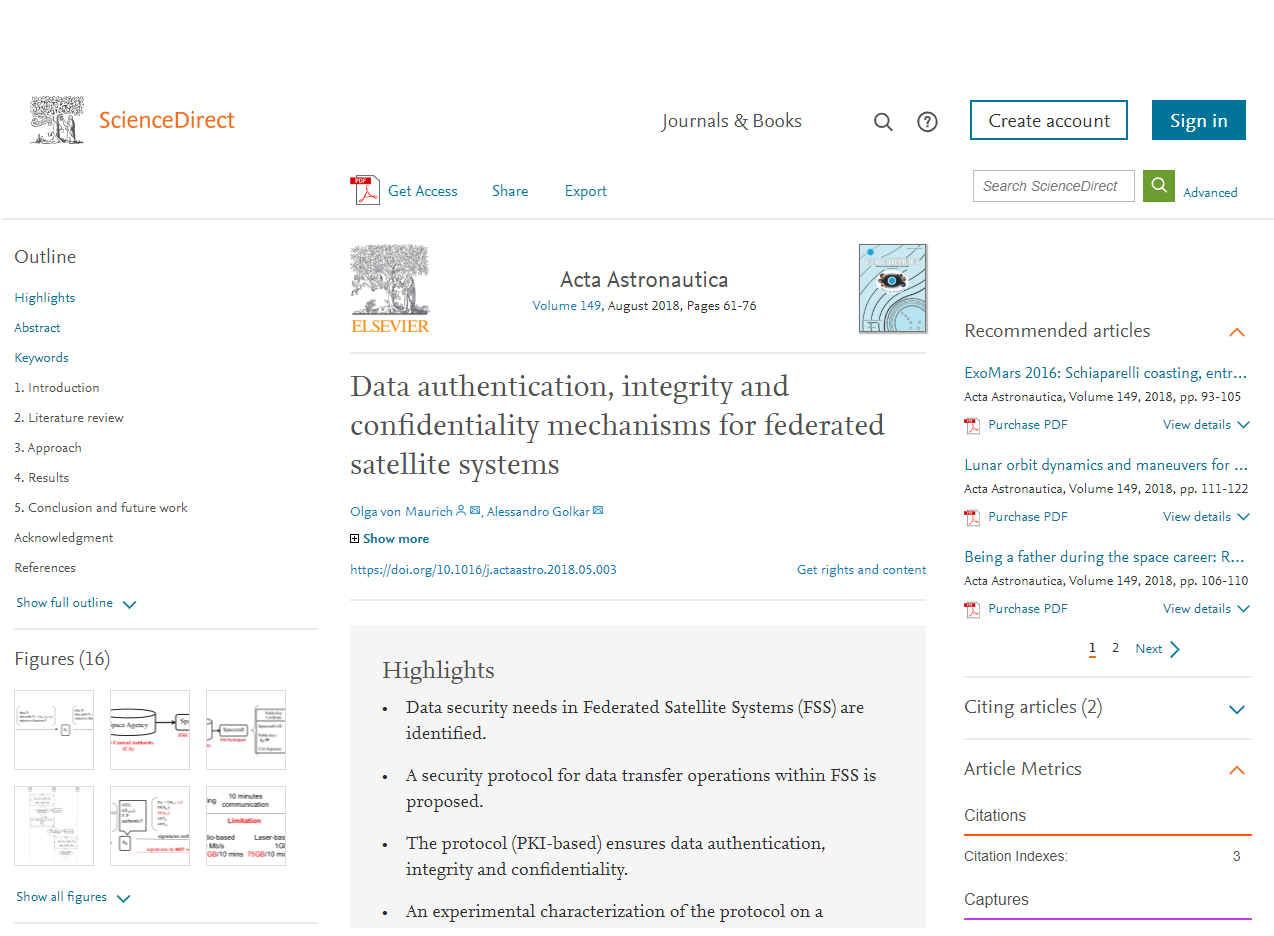 ScienceDirect
Journals & Books
Create account
Sign in
Get Access
Share
Export
Search ScienceDirect
Advanced
Outline
Highlights
Abstract
Keywords
1. Introduction
2. Literature review
3. Approach
4. Results
5. Conclusion and future work
Acknowledgment
References
Show full outline
Figures (16)
Space Agency
Central Authority
(CA)
10 minutes
communication
Limitation
Show all figures
ELSEVIER
Acta Astronautica
Volume 149, August 2018, Pages 61-76
Data authentication, integrity and
confidentiality mechanisms for federated
satellite systems
Olga von Maurich, Alessandro Golkar
Show more
https://doi.org/10.1016/j.actaastro.2018.05.003
Get rights and content
Highlights
• Data security needs in Federated Satellite Systems (FSS) are
identified.
• A security protocol for data transfer operations within FSS is
proposed.
• The protocol (PKI-based) ensures data authentication,
integrity and confidentiality.
• An experimental characterization of the protocol on a
Recommended articles
ExoMars 2016: Schiaparelli coasting, entr...
Acta Astronautica, Volume 149, 2018, pp. 93-105
Purchase PDF
View details
Lunar orbit dynamics and maneuvers for ...
Acta Astronautica, Volume 149, 2018, pp. 111-122
Purchase PDF
View details
Being a father during the space career: R...
Acta Astronautica, Volume 149, 2018, pp. 106-110
Purchase PDF
View details
1 2 Next
Citing articles (2)
Article Metrics
Citations
Citation Indexes: 3
Captures